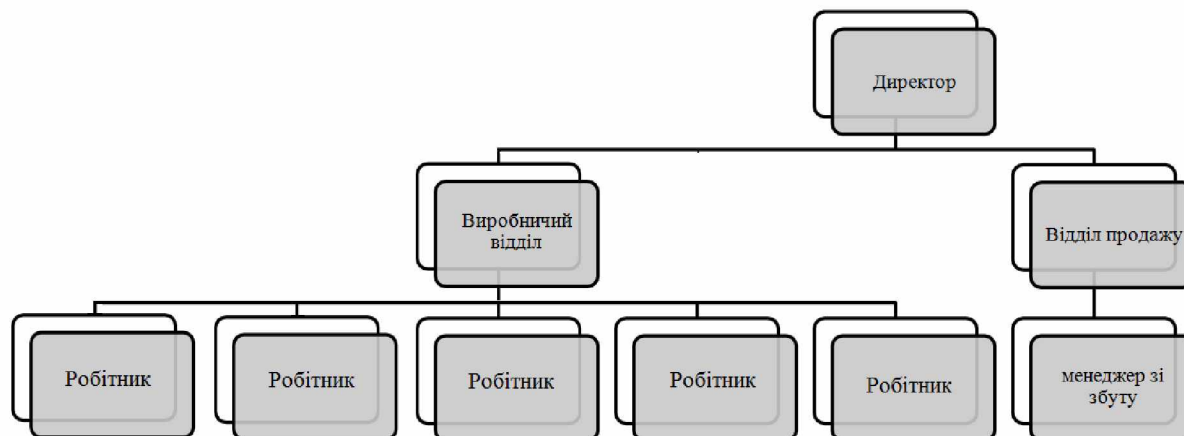 Директор
Виробничий
відділ
Відділ продажу
Робітник
Робітник
Робітник
Робітник
Робітник
менеджер зі
збуту